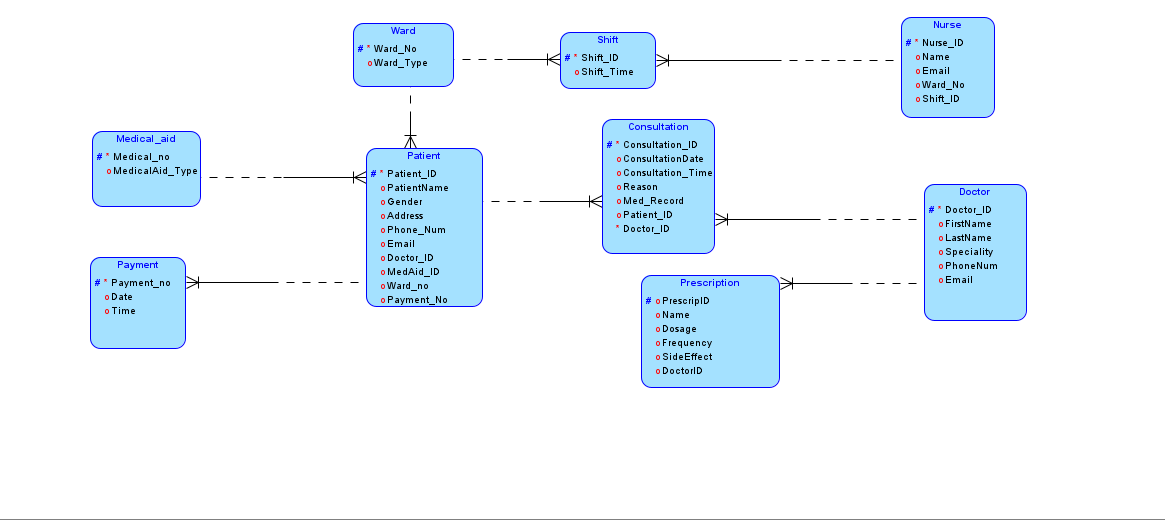 Ward
# * Ward_No
o Ward_Type
Shift
# * Shift_ID
o Shift_Time
Nurse
# * Nurse_ID
o Name
o Email
o Ward_No
o Shift_ID
Medical_aid
# * Medical_no
o MedicalAid_Type
Patient
# * Patient_ID
o PatientName
o Gender
o Address
o Phone_Num
o Email
o Doctor_ID
o MedAid_ID
o Ward_no
o Payment_No
Consultation
# * Consultation_ID
o ConsultationDate
o Consultation_Time
o Reason
o Med_Record
o Patient_ID
* Doctor_ID
Doctor
# * Doctor_ID
o FirstName
o LastName
o Speciality
o PhoneNum
o Email
Payment
# * Payment_no
o Date
o Time
Prescription
# o PrescripID
o Name
o Dosage
o Frequency
o SideEffect
o DoctorID